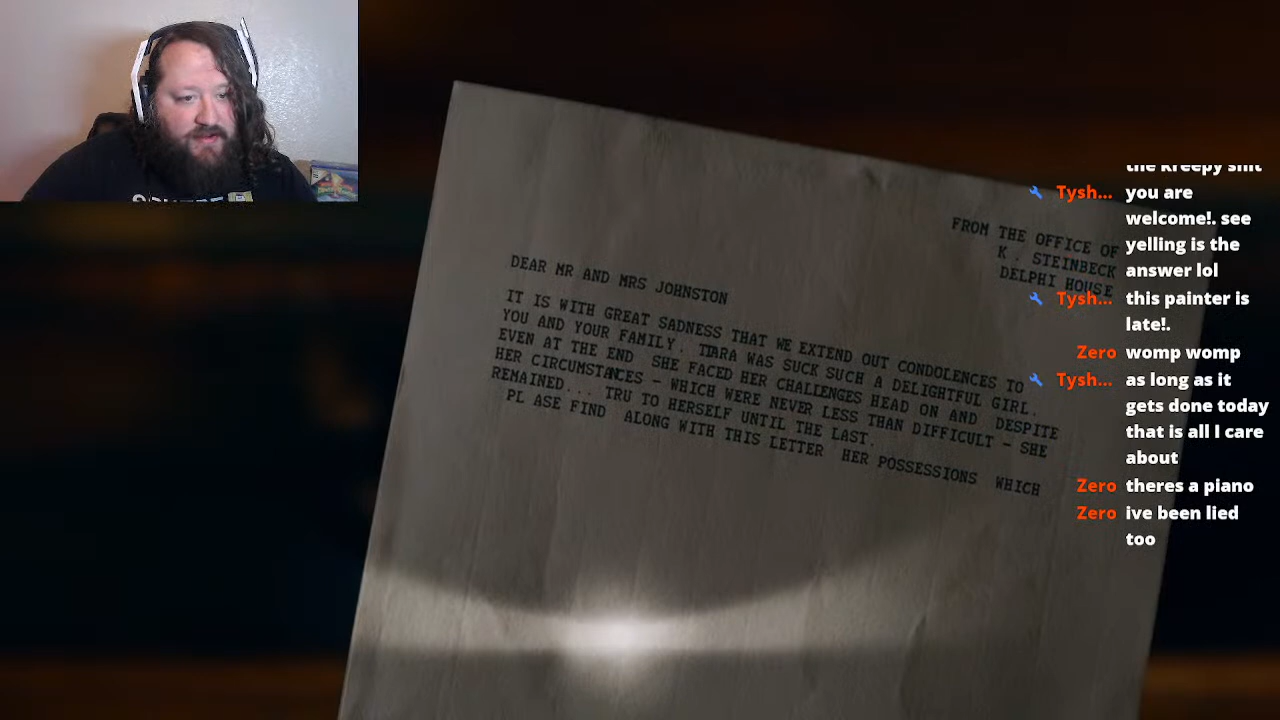 FROM THE OFFICE OF
K. STEINBECK
DELPHI HOUSE
DEAR MR AND MRS JOHNSTON
IT IS WITH GREAT SADNESS THAT WE EXTEND OUT CONDOLENCES TO
YOU AND YOUR FAMILY. TIARA WAS SUCK SUCH A DELIGHTFUL GIRL.
EVEN AT THE END SHE FACED HER CHALLENGES HEAD ON AND DESPITE
HER CIRCUMSTANCES - WHICH WERE NEVER LESS THAN DIFFICULT - SHE
REMAINED... TRU TO HERSELF UNTIL THE LAST.
PL ASE FIND ALONG WITH THIS LETTER HER POSSESSIONS WHICH
the kreepy shit
Tysh... you are
welcome!. see
yelling is the
answer lol
Tysh... this painter is
late!.
Zero womp womp
Tysh... as long as it
gets done today
that is all I care
about
Zero theres a piano
Zero ive been lied
too